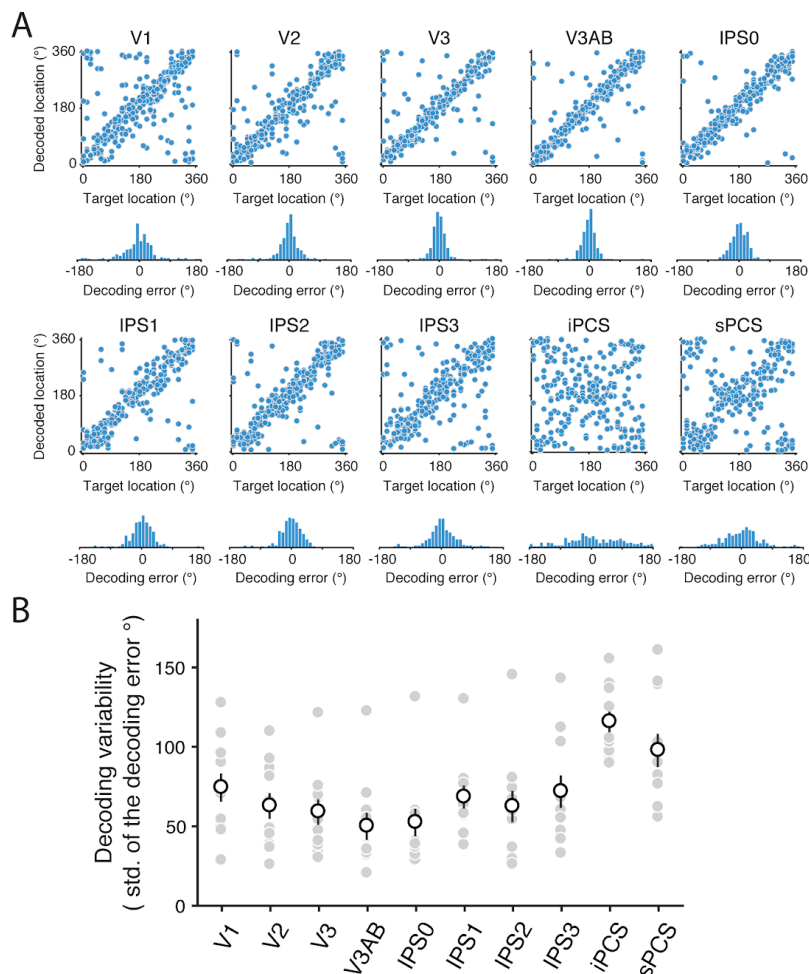 A
V1 V2 V3 V3AB IPS0
Decoded location (°)
360
180
0
0 180 360 0 180 360 0 180 360 0 180 360 0 180 360
Target location (°) Target location (°) Target location (°) Target location (°) Target location (°)
-180 0 180 -180 0 180 -180 0 180 -180 0 180 -180 0 180
Decoding error (°) Decoding error (°) Decoding error (°) Decoding error (°) Decoding error (°)
IPS1 IPS2 IPS3 iPCS sPCS
Decoded location (°)
360
180
0
0 180 360 0 180 360 0 180 360 0 180 360 0 180 360
Target location (°) Target location (°) Target location (°) Target location (°) Target location (°)
-180 0 180 -180 0 180 -180 0 180 -180 0 180 -180 0 180
Decoding error (°) Decoding error (°) Decoding error (°) Decoding error (°) Decoding error (°)
B
Decoding variability
( std. of the decoding error °)
150
100
50
0
V1 V2 V3 V3AB IPS0 IPS1 IPS2 IPS3 iPCS sPCS